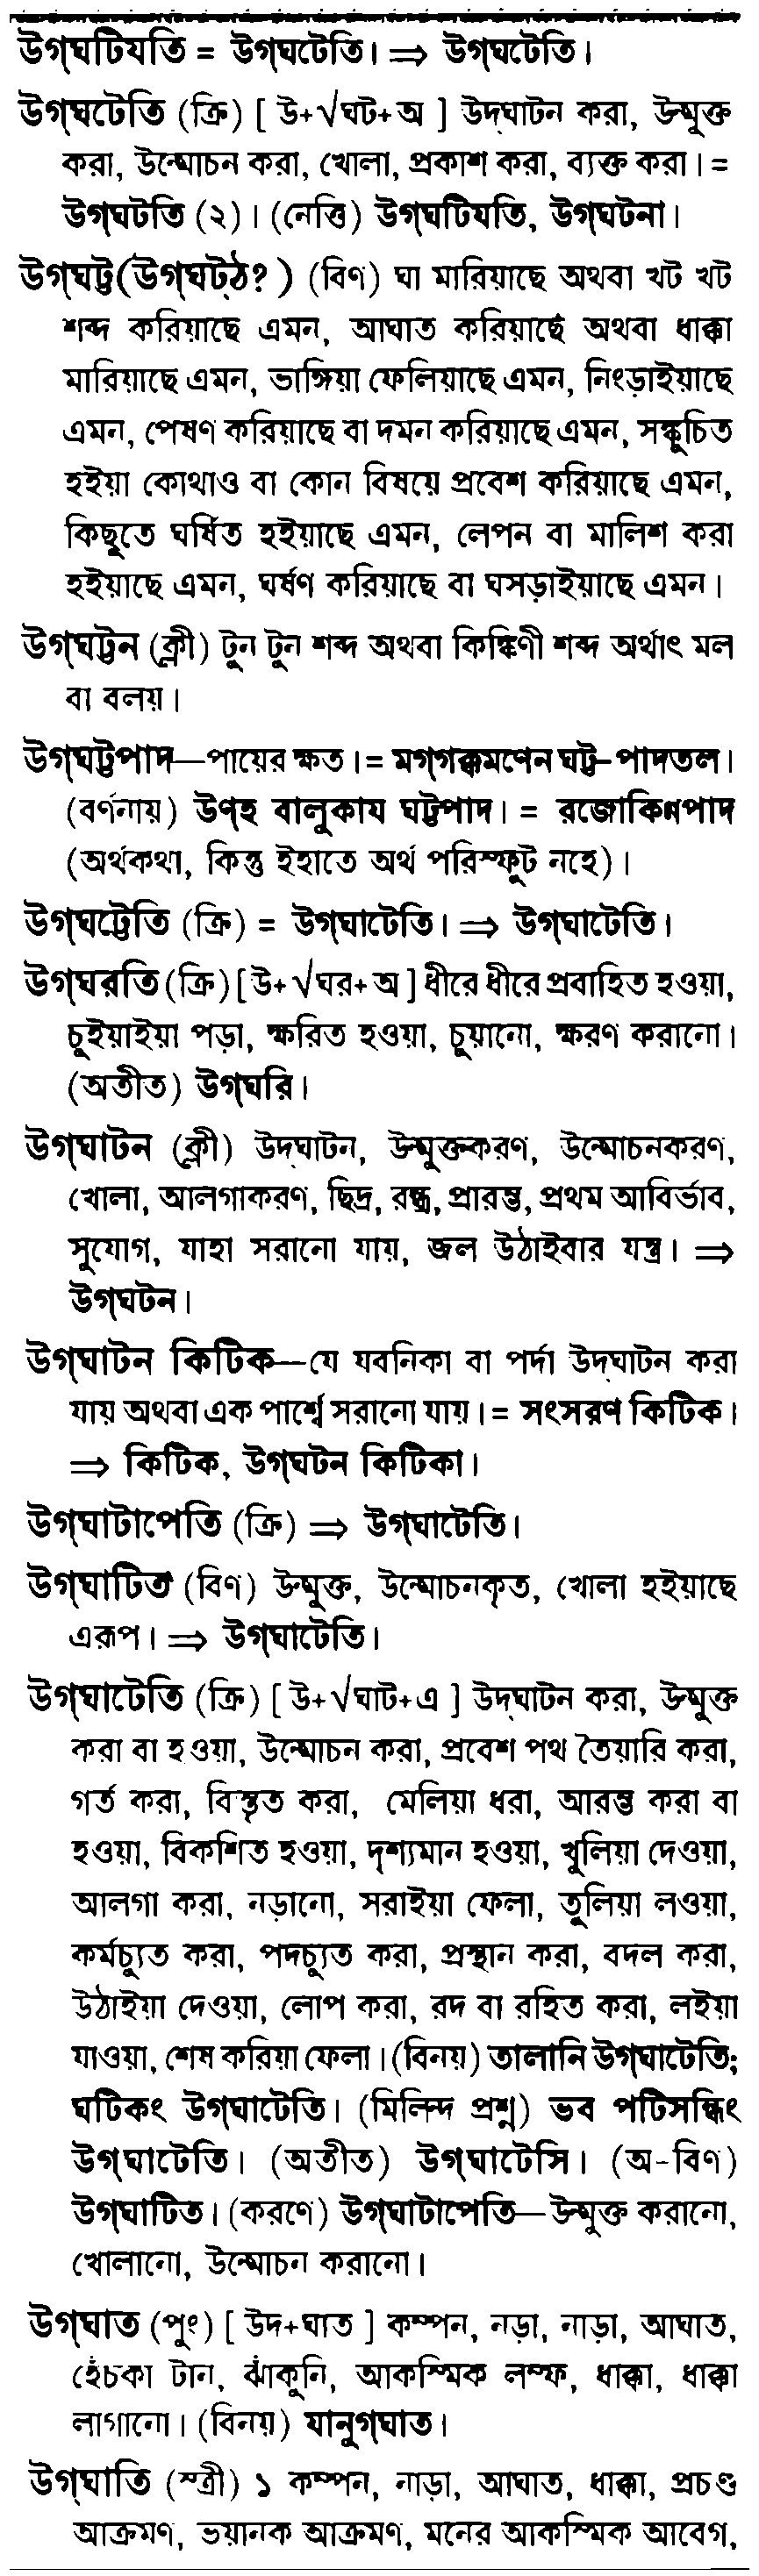 উগ্‌ঘটিযতি = উগ্‌ঘটেতি। ⇒ উগ্‌ঘটেতি।
উগ্‌ঘটেতি (ক্রি) [ উ+√ঘট+অ ] উদ্‌ঘাটন করা, উন্মুক্ত
করা, উন্মোচন করা, খোলা, প্রকাশ করা, ব্যক্ত করা। =
উগ্‌ঘটতি (২)। (নেত্তি) উগ্‌ঘটিযতি, উগ্‌ঘটনা।
উগ্‌ঘট্ট (উগ্‌ঘট্‌ঠ?) (বিণ) ঘা মারিয়াছে অথবা খট খট
শব্দ করিয়াছে এমন, আঘাত করিয়াছে অথবা ধাক্কা
মারিয়াছে এমন, ভাঙ্গিয়া ফেলিয়াছে এমন, নিংড়াইয়াছে
এমন, পেষণ করিয়াছে বা দমন করিয়াছে এমন, সঙ্কুচিত
হইয়া কোথাও বা কোন বিষয়ে প্রবেশ করিয়াছে এমন,
কিছুতে ঘর্ষিত হইয়াছে এমন, লেপন বা মালিশ করা
হইয়াছে এমন, ঘর্ষণ করিয়াছে বা ঘসড়াইয়াছে এমন।
উগ্‌ঘট্টন (ক্লী) টুন টুন শব্দ অথবা কিঙ্কিণী শব্দ অর্থাৎ মল
বা বলয়।
উগ্‌ঘট্টপাদ—পায়ের ক্ষত। = মগ্‌গক্কমণেন ঘট্ট-পাদতল।
(বর্ণনায়) উণ্‌হ বালুকায ঘট্টপাদ। = রজোকিণ্ণপাদ
(অর্থকথা, কিন্তু ইহাতে অর্থ পরিস্ফুট নহে)।
উগ্‌ঘট্টেতি (ক্রি) = উগ্‌ঘাটেতি। ⇒ উগ্‌ঘাটেতি।
উগ্‌ঘরতি (ক্রি) [ উ+√ঘর+অ ] ধীরে ধীরে প্রবাহিত হওয়া,
চুইয়াইয়া পড়া, ক্ষরিত হওয়া, চুয়ানো, ক্ষরণ করানো।
(অতীত) উগ্‌ঘরি।
উগ্‌ঘাটন (ক্লী) উদ্‌ঘাটন, উন্মুক্তকরণ, উন্মোচনকরণ,
খোলা, আলগাকরণ, ছিদ্র, রন্ধ্র, প্রারম্ভ, প্রথম আবির্ভাব,
সুযোগ, যাহা সরানো যায়, জল উঠাইবার যন্ত্র। ⇒
উগ্‌ঘটন।
উগ্‌ঘাটন কিটিক—যে যবনিকা বা পর্দা উদ্‌ঘাটন করা
যায় অথবা এক পার্শ্বে সরানো যায়। = সংসরণ কিটিক।
⇒ কিটিক, উগ্‌ঘটন কিটিকা।
উগ্‌ঘাটাপেতি (ক্রি) ⇒ উগ্‌ঘাটেতি।
উগ্‌ঘাটিত (বিণ) উন্মুক্ত, উন্মোচনকৃত, খোলা হইয়াছে
এরূপ। ⇒ উগ্‌ঘাটেতি।
উগ্‌ঘাটেতি (ক্রি) [ উ+√ঘাট+এ ] উদ্‌ঘাটন করা, উন্মুক্ত
করা বা হওয়া, উন্মোচন করা, প্রবেশ পথ তৈয়ারি করা,
গর্ত করা, বিস্তৃত করা, মেলিয়া ধরা, আরম্ভ করা বা
হওয়া, বিকশিত হওয়া, দৃশ্যমান হওয়া, খুলিয়া দেওয়া,
আলগা করা, নড়ানো, সরাইয়া ফেলা, তুলিয়া লওয়া,
কর্মচ্যুত করা, পদচ্যুত করা, প্রস্থান করা, বদল করা,
উঠাইয়া দেওয়া, লোপ করা, রদ বা রহিত করা, লইয়া
যাওয়া, শেষ করিয়া ফেলা। (বিনয়) তালানি উগ্‌ঘাটেতি;
ঘটিকং উগ্‌ঘাটেতি। (মিলিন্দ প্রশ্ন) ভব পটিসন্ধিং
উগ্‌ঘাটেতি। (অতীত) উগ্‌ঘাটেসি। (অ-বিণ)
উগ্‌ঘাটিত। (করণে) উগ্‌ঘাটাপেতি—উন্মুক্ত করানো,
খোলানো, উন্মোচন করানো।
উগ্‌ঘাত (পুং) [ উদ+ঘাত ] কম্পন, নড়া, নাড়া, আঘাত,
হেঁচকা টান, ঝাঁকুনি, আকস্মিক লম্ফ, ধাক্কা, ধাক্কা
লাগানো। (বিনয়) যানুগ্‌ঘাত।
উগ্‌ঘাতি (স্ত্রী) ১ কম্পন, নাড়া, আঘাত, ধাক্কা, প্রচণ্ড
আক্রমণ, ভয়ানক আক্রমণ, মনের আকস্মিক আবেগ,